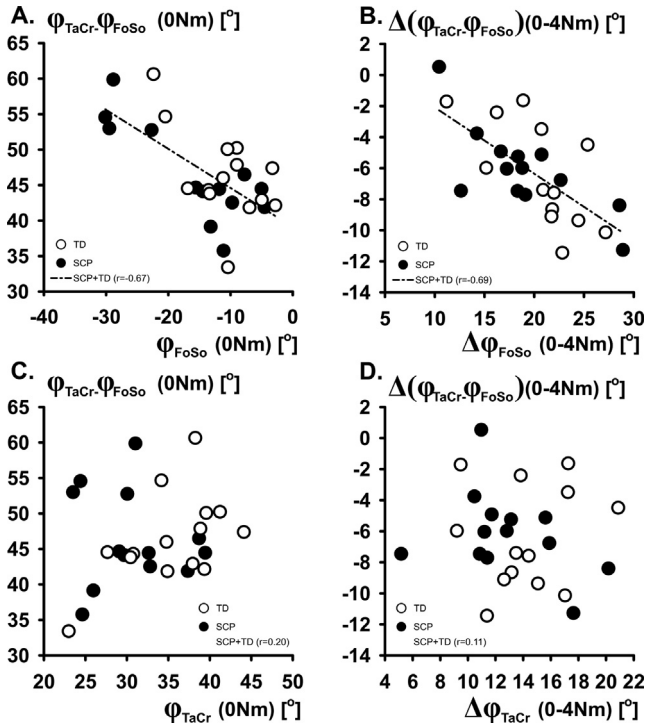 A. φTaCr-φFoSo (0Nm) [°]
65
60
55
50
45
40
35
30
TD
SCP
SCP+TD (r=-0.67)
-40 -30 -20 -10 0
φFoSo (0Nm) [°]
B. Δ(φTaCr-φFoSo)(0-4Nm) [°]
2
0
-2
-4
-6
-8
-10
-12
-14
TD
SCP
SCP+TD (r=-0.69)
5 10 15 20 25 30
ΔφFoSo (0-4Nm) [°]
C. φTaCr-φFoSo (0Nm) [°]
65
60
55
50
45
40
35
30
TD
SCP
SCP+TD (r=0.20)
20 30 40 50
φTaCr (0Nm) [°]
D. Δ(φTaCr-φFoSo)(0-4Nm) [°]
2
0
-2
-4
-6
-8
-10
-12
-14
TD
SCP
SCP+TD (r=0.11)
4 6 8 10 12 14 16 18 20 22
ΔφTaCr (0-4Nm) [°]